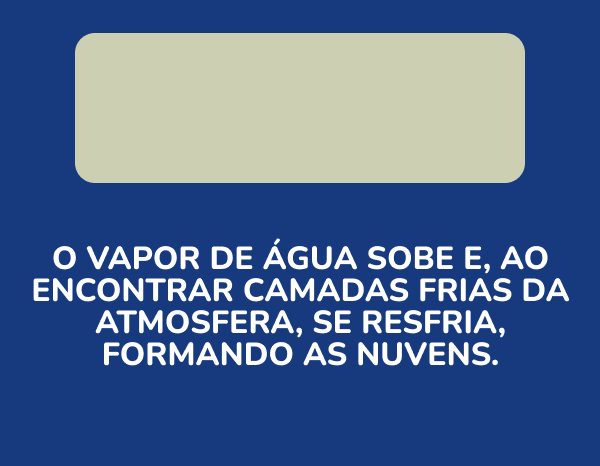 O VAPOR DE ÁGUA SOBE E, AO
ENCONTRAR CAMADAS FRIAS DA
ATMOSFERA, SE RESFRIA,
FORMANDO AS NUVENS.